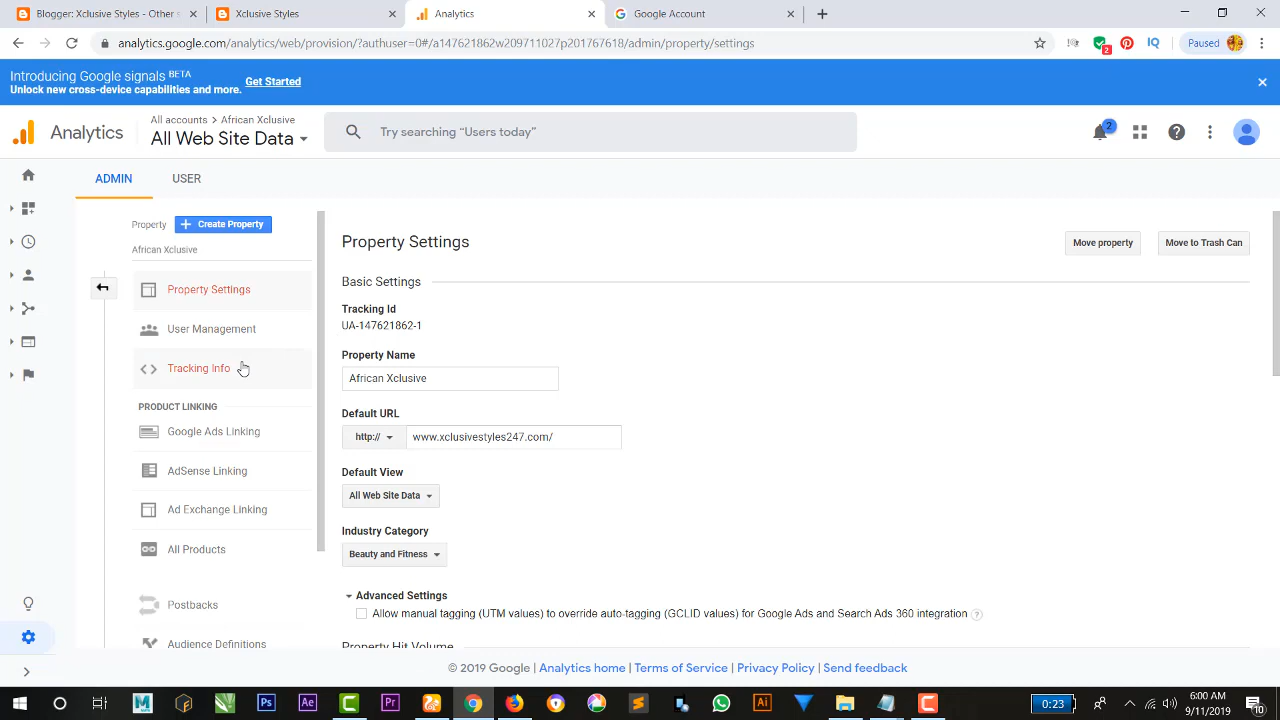 Blogger: Xclusive Styles - Other s
Xclusive Styles
Analytics
Google Account
analytics.google.com/analytics/web/provision/?authuser=0#/a147621862w209711027p201767618/admin/property/settings
2
IQ
Paused
Introducing Google signals BETA
Unlock new cross-device capabilities and more. Get Started
Analytics
All accounts > African Xclusive
All Web Site Data
Try searching “Users today”
2
ADMIN
USER
Property
Create Property
African Xclusive
Property Settings
User Management
Tracking Info
PRODUCT LINKING
Google Ads Linking
AdSense Linking
Ad Exchange Linking
All Products
Postbacks
Audience Definitions
Property Settings
Move property
Move to Trash Can
Basic Settings
Tracking Id
UA-147621862-1
Property Name
African Xclusive
Default URL
http://
www.xclusivestyles247.com/
Default View
All Web Site Data
Industry Category
Beauty and Fitness
Advanced Settings
Allow manual tagging (UTM values) to override auto-tagging (GCLID values) for Google Ads and Search Ads 360 integration ?
Property Hit Volume
© 2019 Google | Analytics home | Terms of Service | Privacy Policy | Send feedback
Ps
Ae
Pr
Ai
0:23
6:00 AM
9/11/2019
10